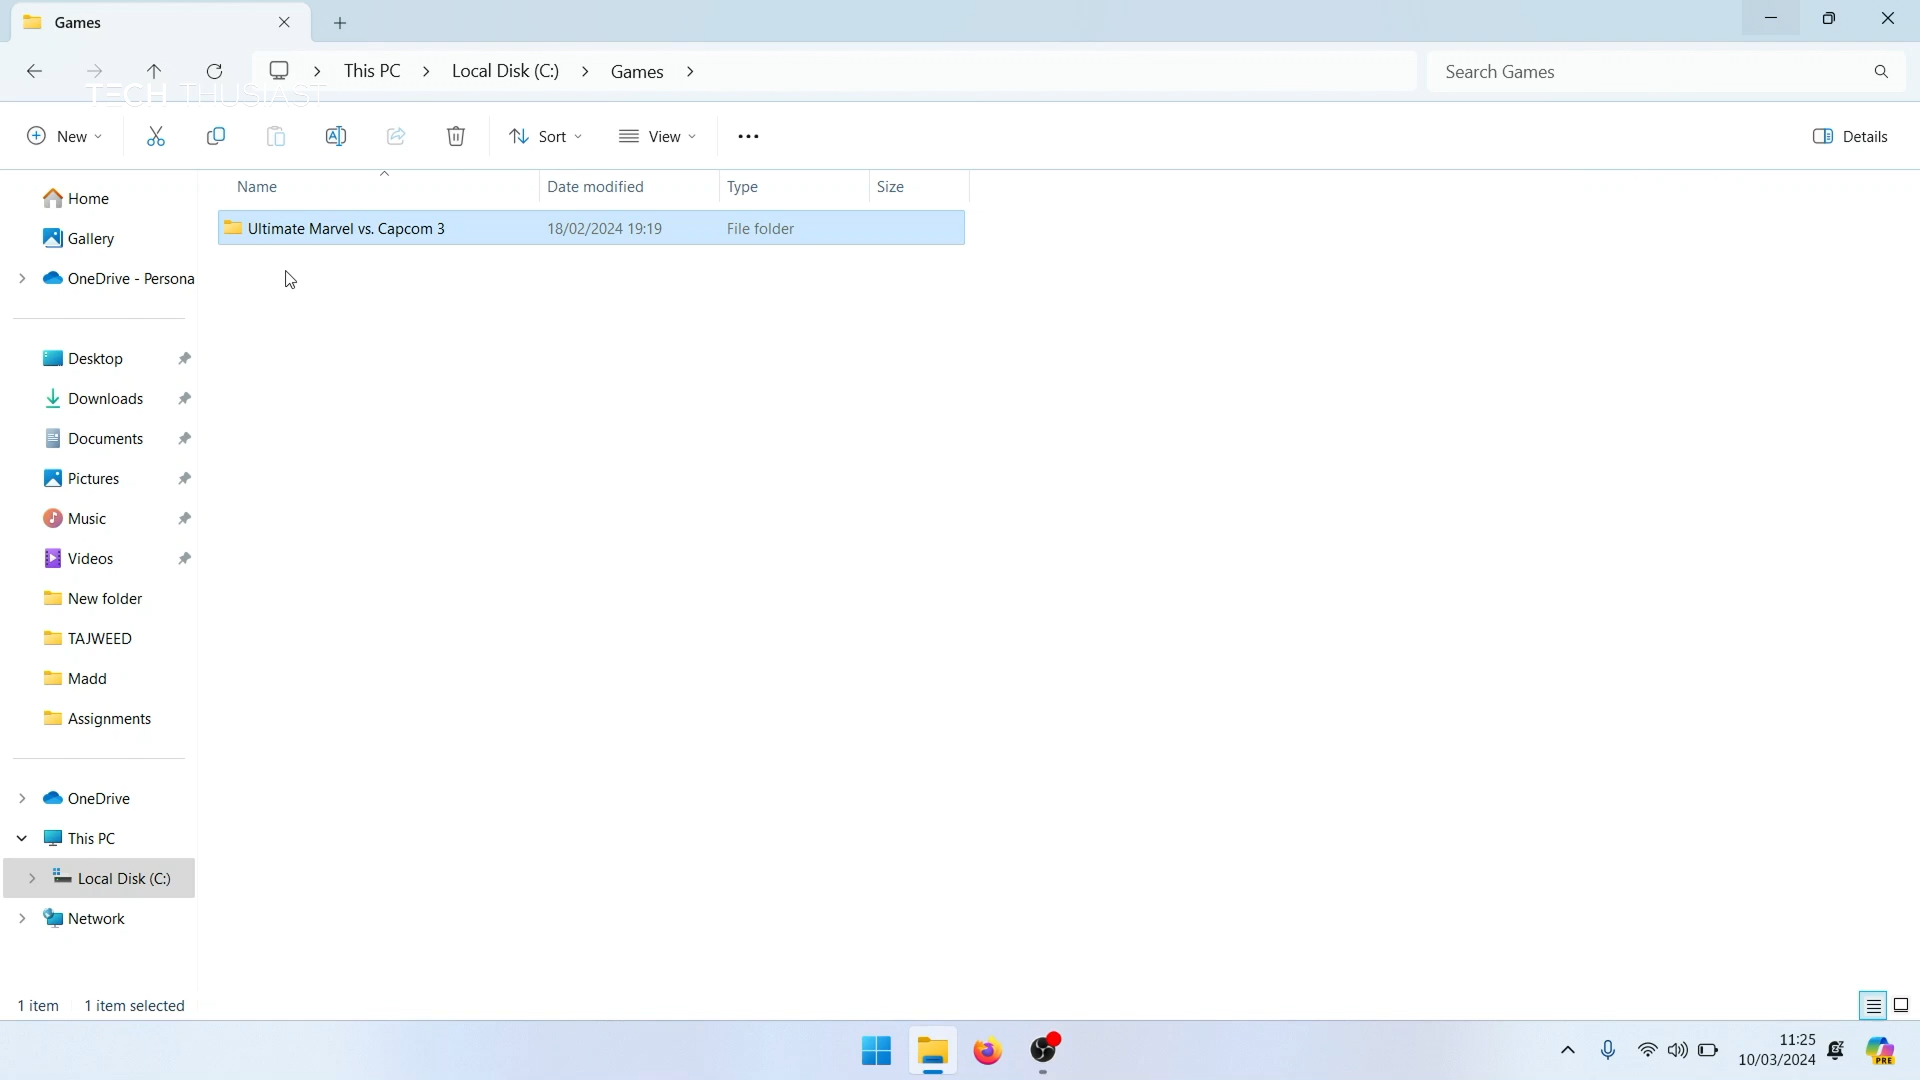 Games
This PC
Local Disk (C:)
Games
Search Games
TECH THUSIAST
New
Sort
View
Details
Name
Date modified
Type
Size
Home
Ultimate Marvel vs. Capcom 3
18/02/2024 19:19
File folder
Gallery
OneDrive - Persona
Desktop
Downloads
Documents
Pictures
Music
Videos
New folder
TAJWEED
Madd
Assignments
OneDrive
This PC
Local Disk (C:)
Network
1 item
1 item selected
11:25
10/03/2024
PRE